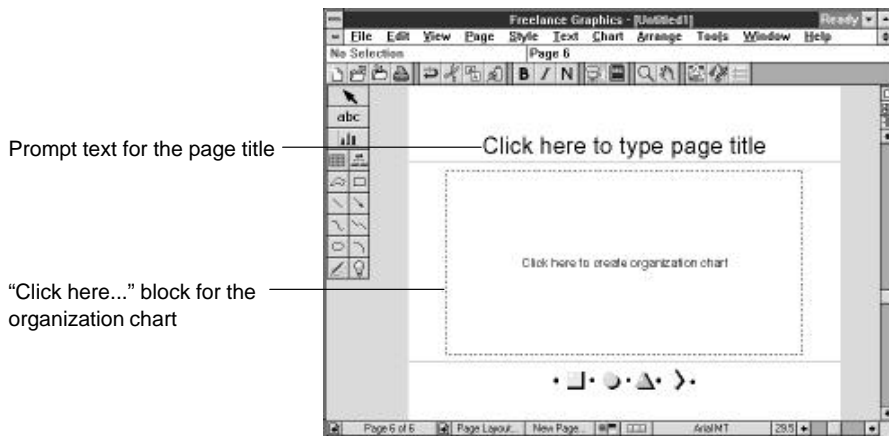 Freelance Graphics - [Untitled1]
Ready
File Edit View Page Style Text Chart Arrange Tools Window Help
No Selection
Page 6
B I N
abc
Prompt text for the page title
Click here to type page title
Click here to create organization chart
“Click here...” block for the
organization chart
Page 6 of 6 Page Layout... New Page... Arial MT 29.5